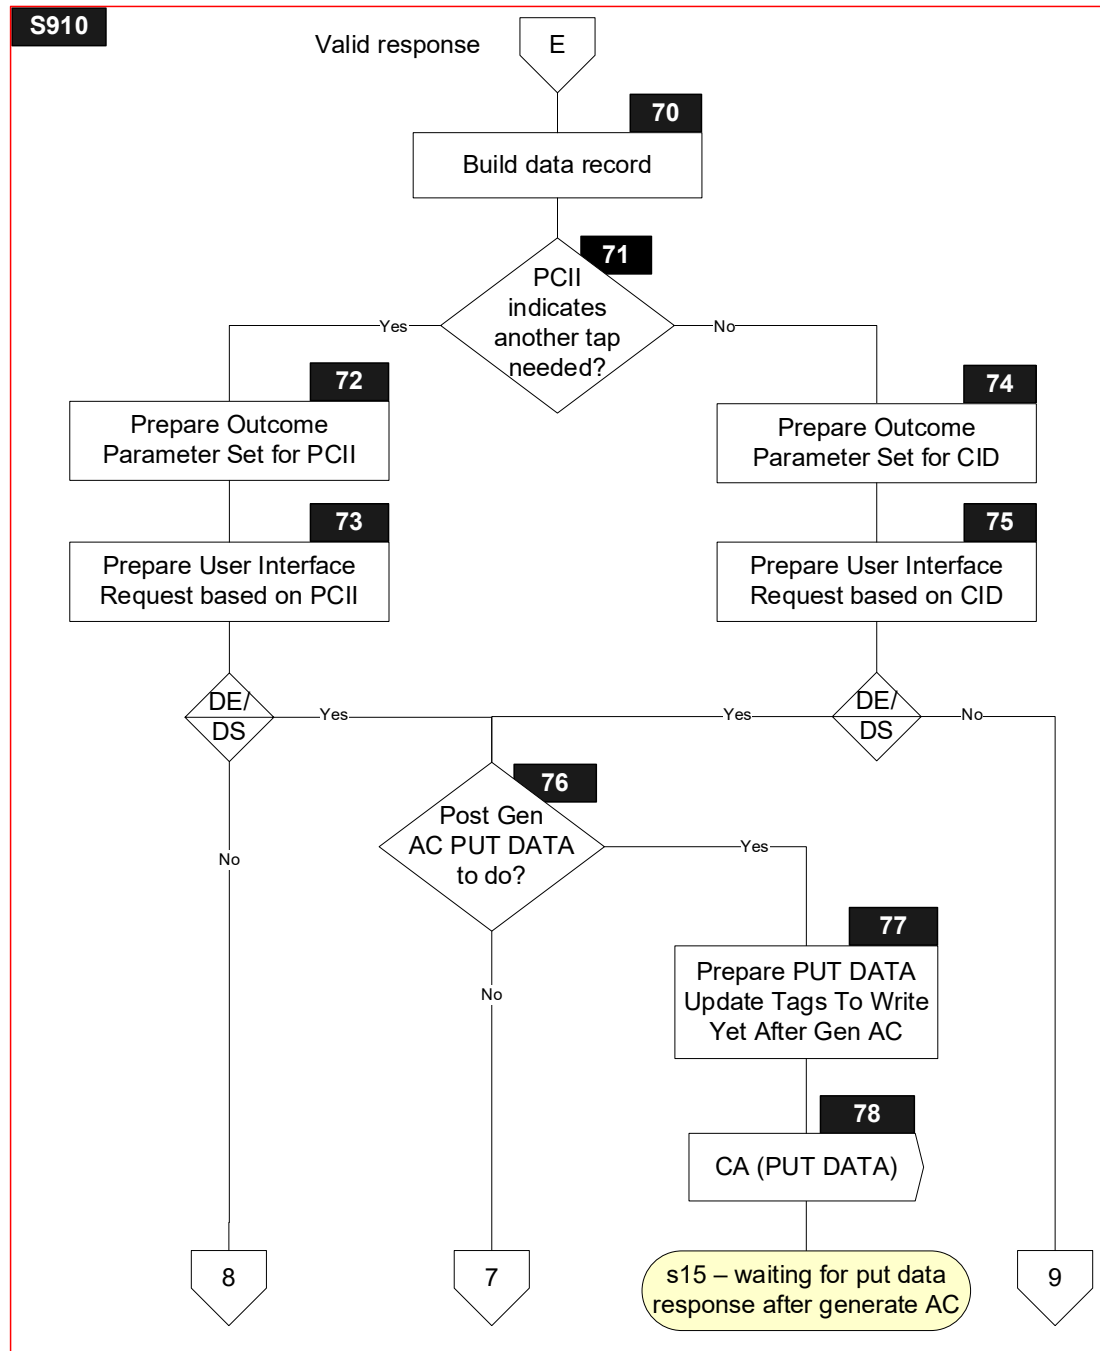 S910
Valid response
E
70
Build data record
71
PCII
indicates
another tap
needed?
Yes
No
72
Prepare Outcome
Parameter Set for PCII
74
Prepare Outcome
Parameter Set for CID
73
Prepare User Interface
Request based on PCII
75
Prepare User Interface
Request based on CID
DE/
DS
Yes
Yes
DE/
DS
No
76
Post Gen
AC PUT DATA
to do?
No
Yes
77
Prepare PUT DATA
Update Tags To Write
Yet After Gen AC
No
78
CA (PUT DATA)
8
7
s15 – waiting for put data
response after generate AC
9